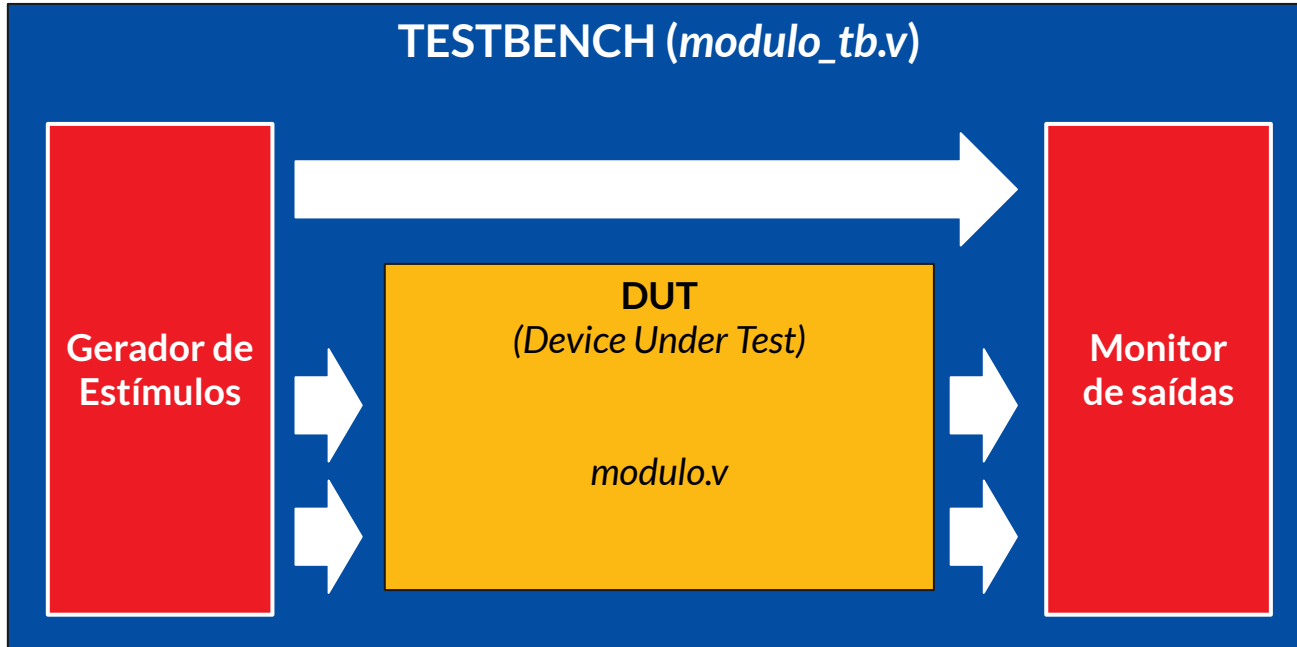 TESTBENCH (modulo_tb.v)
Gerador de
Estímulos
DUT
(Device Under Test)
modulo.v
Monitor
de saídas